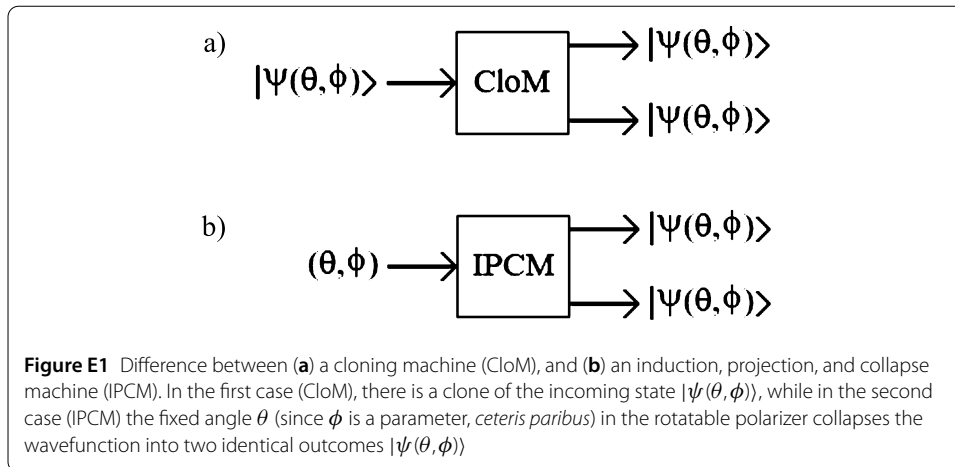 a)
|Ψ(θ,ϕ)>
CloM
|Ψ(θ,ϕ)>
|Ψ(θ,ϕ)>
b)
(θ,ϕ)
IPCM
|Ψ(θ,ϕ)>
|Ψ(θ,ϕ)>
Figure E1 Difference between (a) a cloning machine (CloM), and (b) an induction, projection, and collapse
machine (IPCM). In the first case (CloM), there is a clone of the incoming state |ψ(θ,ϕ)⟩, while in the second
case (IPCM) the fixed angle θ (since ϕ is a parameter, ceteris paribus) in the rotatable polarizer collapses the
wavefunction into two identical outcomes |ψ(θ,ϕ)⟩